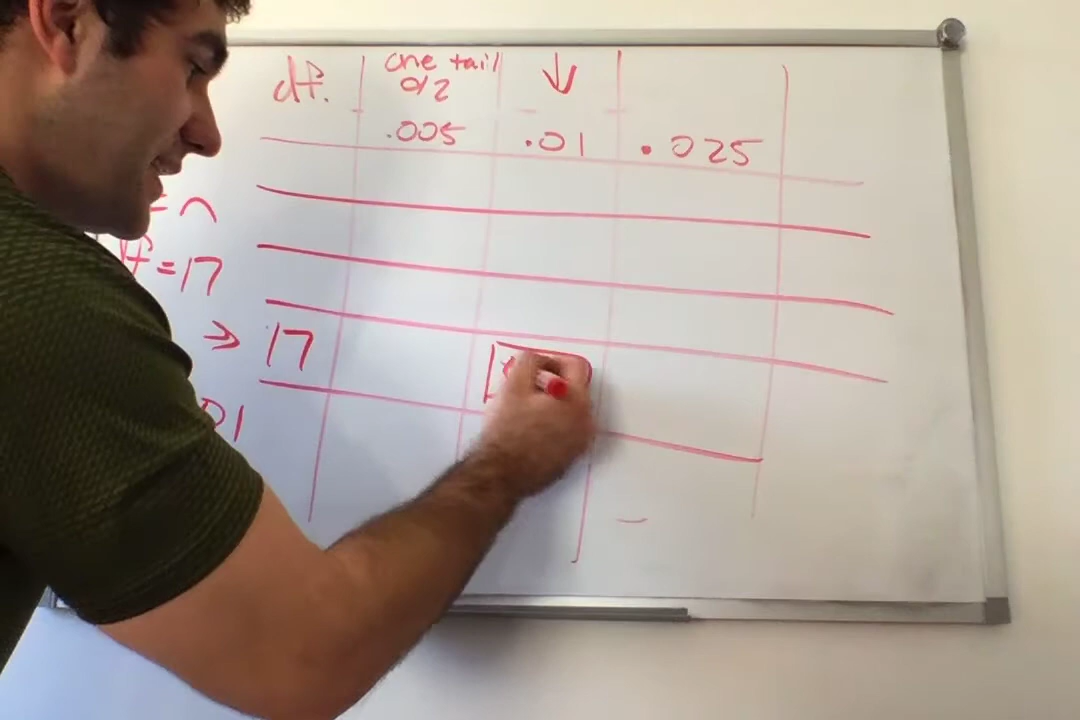 df. one tail ↓
α/2
.005 .01 .025
= n
df = 17
⇒ 17
01